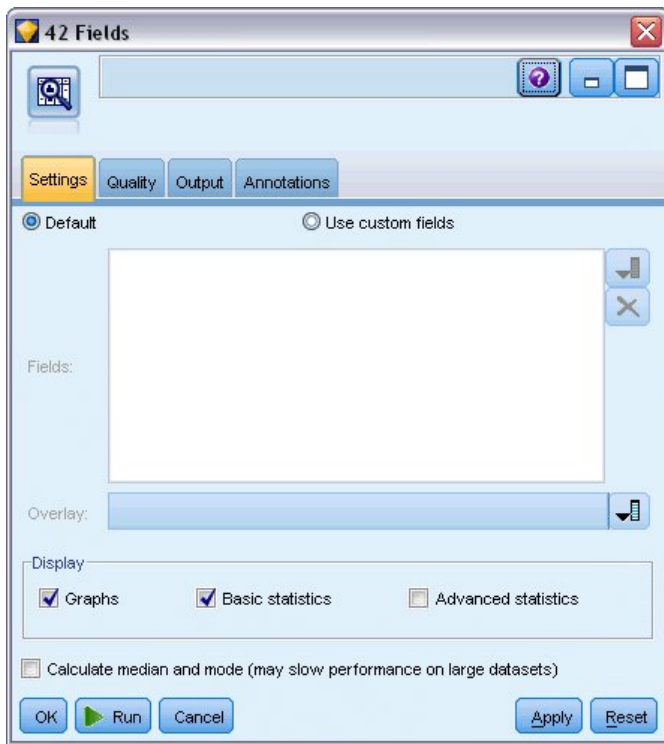 42 Fields
Settings Quality Output Annotations
Default Use custom fields
Fields:
Overlay:
Display
Graphs Basic statistics Advanced statistics
Calculate median and mode (may slow performance on large datasets)
OK Run Cancel Apply Reset